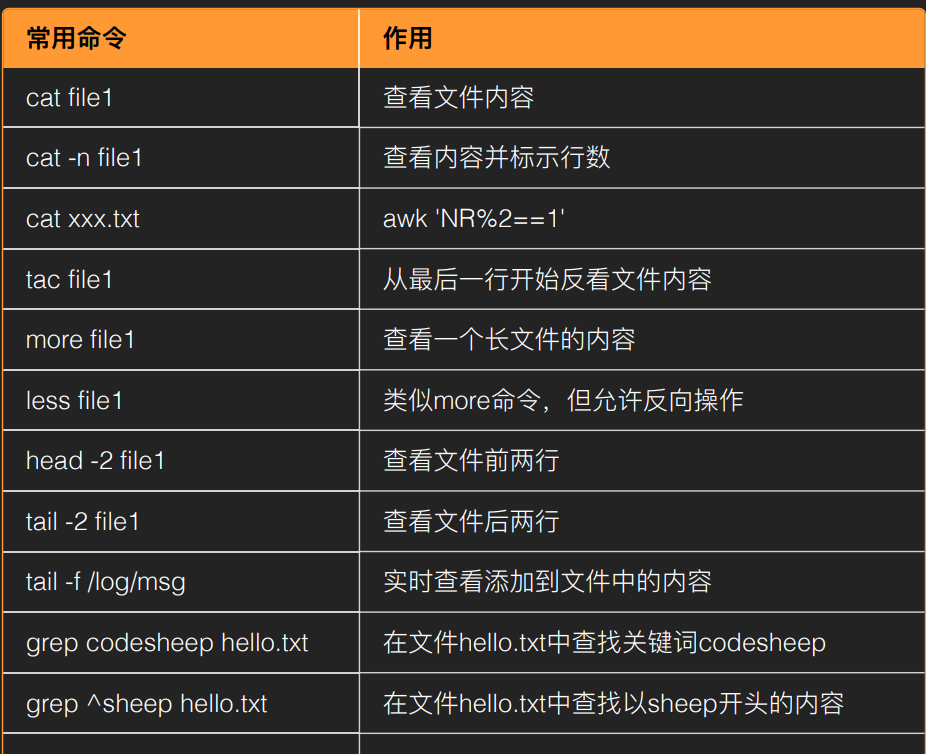 常用命令 作用
cat file1 查看文件内容
cat -n file1 查看内容并标示行数
cat xxx.txt awk 'NR%2==1'
tac file1 从最后一行开始反看文件内容
more file1 查看一个长文件的内容
less file1 类似more命令，但允许反向操作
head -2 file1 查看文件前两行
tail -2 file1 查看文件后两行
tail -f /log/msg 实时查看添加到文件中的内容
grep codesheep hello.txt 在文件hello.txt中查找关键词codesheep
grep ^sheep hello.txt 在文件hello.txt中查找以sheep开头的内容